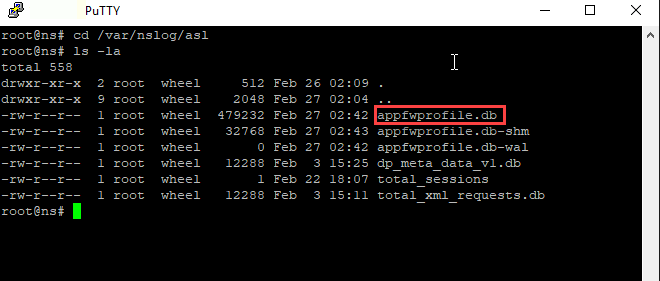 PuTTY
root@ns# cd /var/nslog/asl
root@ns# ls -la
total 558
drwxr-xr-x  2 root  wheel     512 Feb 26 02:09 .
drwxr-xr-x  9 root  wheel    2048 Feb 27 02:04 ..
-rw-r--r--  1 root  wheel  479232 Feb 27 02:42 appfwprofile.db
-rw-r--r--  1 root  wheel   32768 Feb 27 02:43 appfwprofile.db-shm
-rw-r--r--  1 root  wheel       0 Feb 27 02:42 appfwprofile.db-wal
-rw-r--r--  1 root  wheel   12288 Feb  3 15:25 dp_meta_data_v1.db
-rw-r--r--  1 root  wheel       1 Feb 22 18:07 total_sessions
-rw-r--r--  1 root  wheel   12288 Feb  3 15:11 total_xml_requests.db
root@ns#